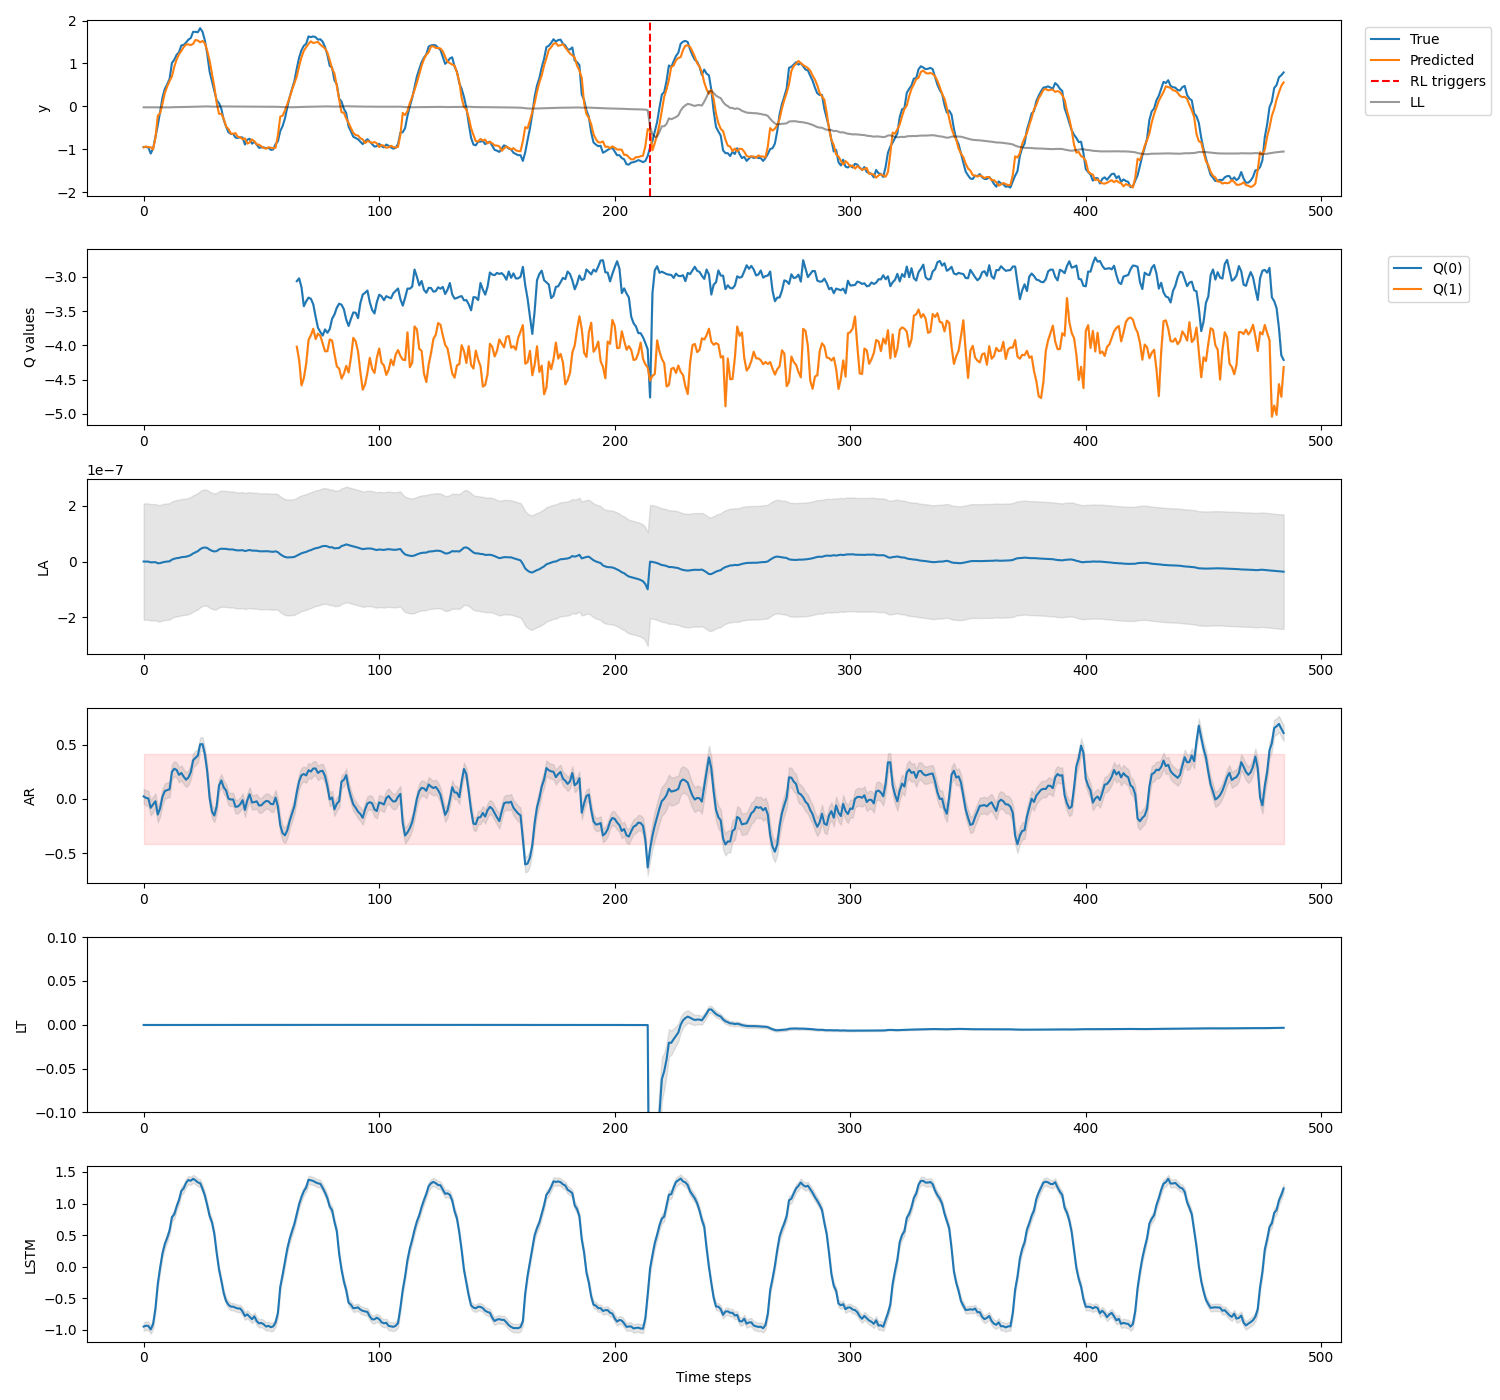 2
1
0
−1
−2
y
0 100 200 300 400 500
True
Predicted
RL triggers
LL
−3.0
−3.5
−4.0
−4.5
−5.0
Q values
0 100 200 300 400 500
Q(0)
Q(1)
1e−7
2
0
−2
LA
0 100 200 300 400 500
0.5
0.0
−0.5
AR
0 100 200 300 400 500
0.10
0.05
0.00
−0.05
−0.10
LT
0 100 200 300 400 500
1.5
1.0
0.5
0.0
−0.5
−1.0
LSTM
0 100 200 300 400 500
Time steps